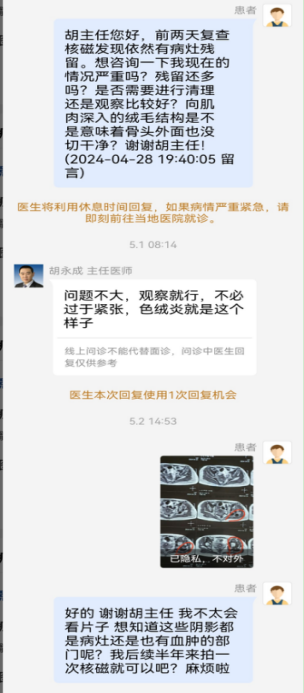 患者
胡主任您好，前两天复查
核磁发现依然有病灶残
留。想咨询一下我现在的
情况严重吗？残留还多
吗？是否需要进行清理
还是观察比较好？向肌
肉深入的绒毛结构是不
是意味着骨头外面也没
切干净？谢谢胡主任！
(2024-04-28 19:40:05 留
言)
医生将利用休息时间回复，如果病情严重紧急，请
即刻前往当地医院就诊。
5.1 08:14
胡永成 主任医师
问题不大，观察就行，不必
过于紧张，色绒炎就是这个
样子
线上问诊不能代替面诊，问诊中医生回
复仅供参考
医生本次回复使用1次回复机会
5.2 14:53
患者
已隐私，不对外
患者
好的 谢谢胡主任 我不太会
看片子 想知道这些阴影都
是病灶还是也有血肿的部
门呢？我后续半年来拍一
次核磁就可以吧？麻烦啦